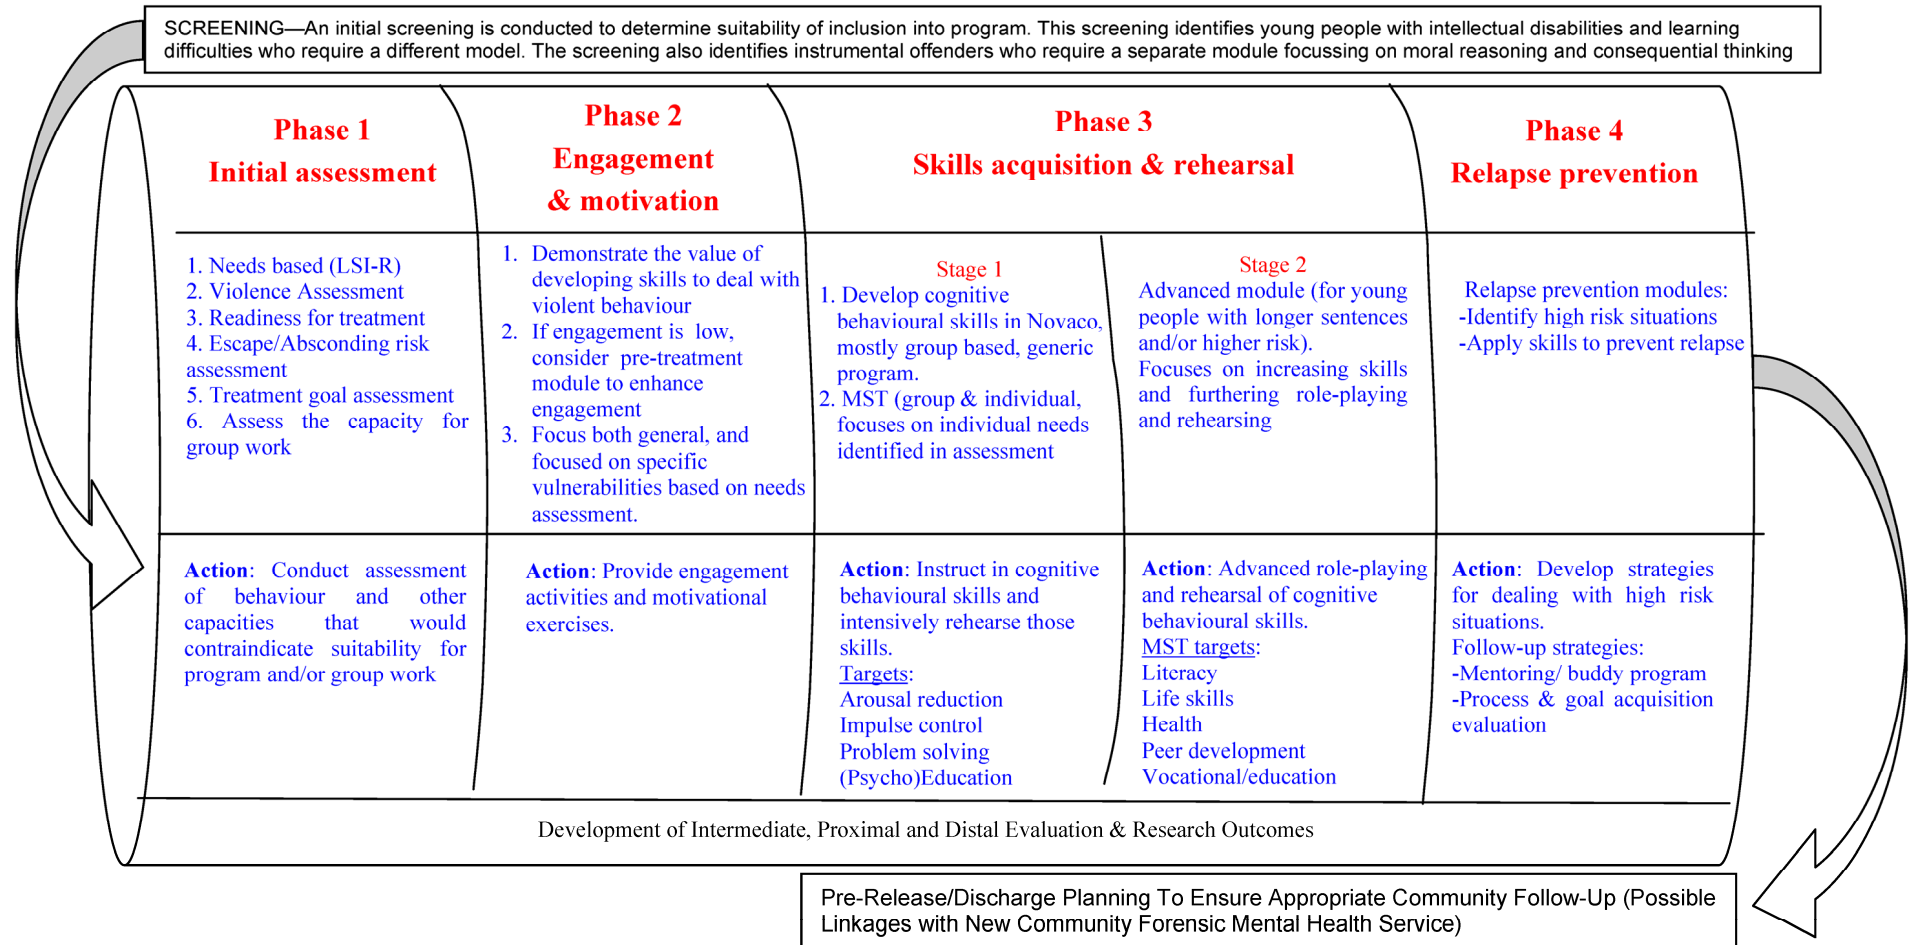 SCREENING—An initial screening is conducted to determine suitability of inclusion into program. This screening identifies young people with intellectual disabilities and learning
difficulties who require a different model. The screening also identifies instrumental offenders who require a separate module focussing on moral reasoning and consequential thinking
Phase 1
Initial assessment
1. Needs based (LSI-R)
2. Violence Assessment
3. Readiness for treatment
4. Escape/Absconding risk
assessment
5. Treatment goal assessment
6. Assess the capacity for
group work
Action: Conduct assessment
of behaviour and other
capacities that would
contraindicate suitability for
program and/or group work
Phase 2
Engagement
& motivation
1. Demonstrate the value of
developing skills to deal with
violent behaviour
2. If engagement is low,
consider pre-treatment
module to enhance
engagement
3. Focus both general, and
focused on specific
vulnerabilities based on needs
assessment.
Action: Provide engagement
activities and motivational
exercises.
Phase 3
Skills acquisition & rehearsal
Stage 1
1. Develop cognitive
behavioural skills in Novaco,
mostly group based, generic
program.
2. MST (group & individual,
focuses on individual needs
identified in assessment
Action: Instruct in cognitive
behavioural skills and
intensively rehearse those
skills.
Targets:
Arousal reduction
Impulse control
Problem solving
(Psycho)Education
Stage 2
Advanced module (for young
people with longer sentences
and/or higher risk).
Focuses on increasing skills
and furthering role-playing
and rehearsing
Action: Advanced role-playing
and rehearsal of cognitive
behavioural skills.
MST targets:
Literacy
Life skills
Health
Peer development
Vocational/education
Phase 4
Relapse prevention
Relapse prevention modules:
-Identify high risk situations
-Apply skills to prevent relapse
Action: Develop strategies
for dealing with high risk
situations.
Follow-up strategies:
-Mentoring/ buddy program
-Process & goal acquisition
evaluation
Development of Intermediate, Proximal and Distal Evaluation & Research Outcomes
Pre-Release/Discharge Planning To Ensure Appropriate Community Follow-Up (Possible
Linkages with New Community Forensic Mental Health Service)